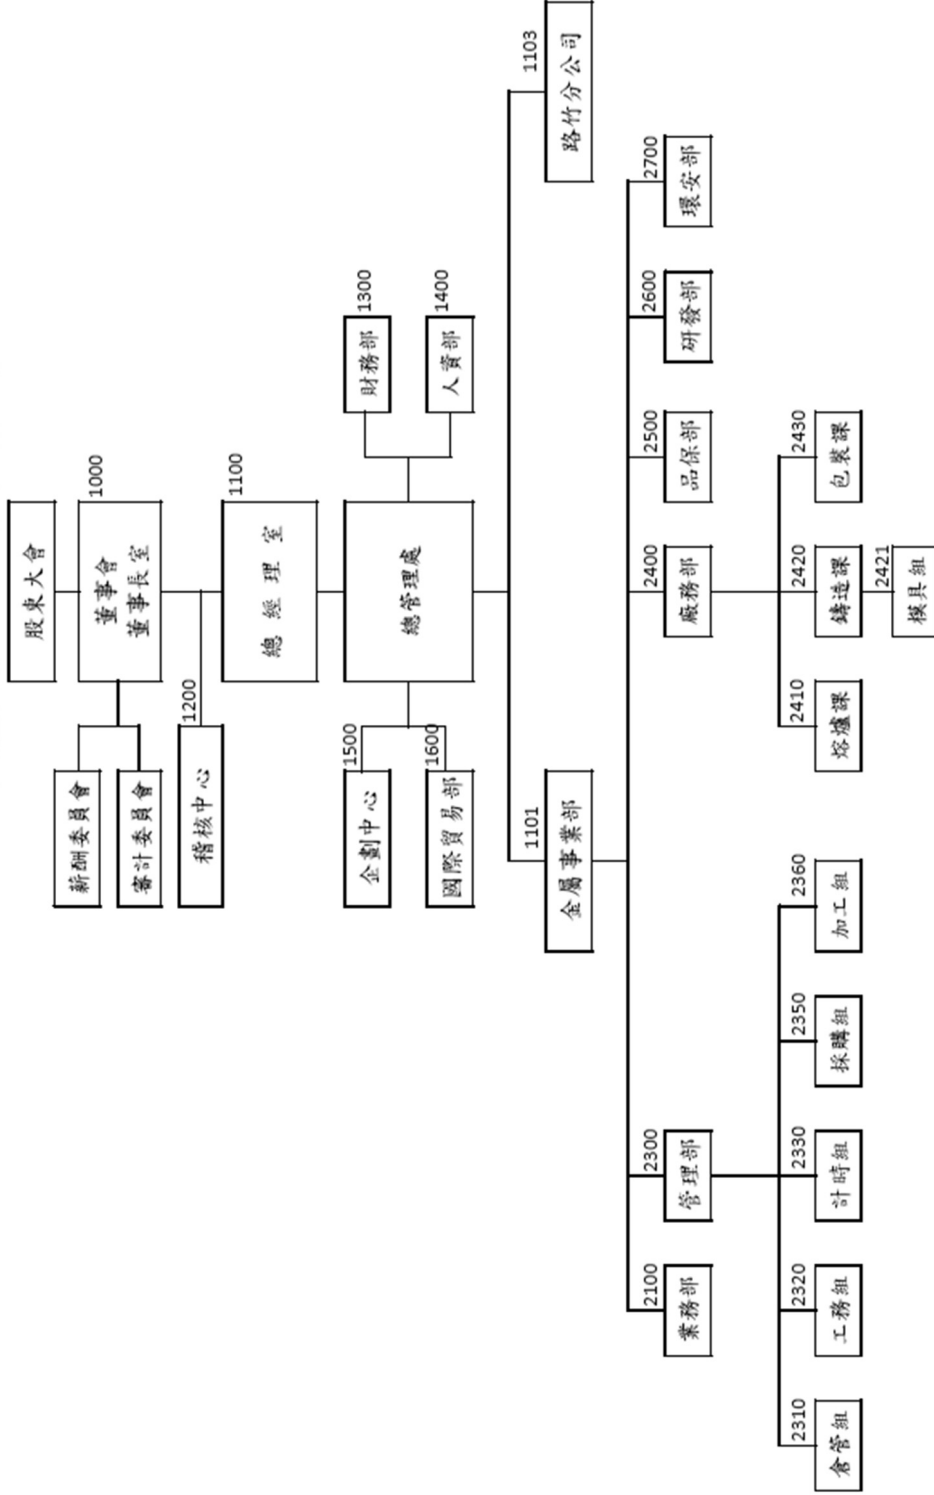 股東大會
1000
董事會
董事長室
薪酬委員會
審計委員會
1200
稽核中心
1100
總經理室
總管理處
1300
財務部
1400
人資部
1500
企劃中心
1600
國際貿易部
1101
金屬事業部
1103
路竹分公司
2100
業務部
2300
管理部
2400
廠務部
2500
品保部
2600
研發部
2700
環安部
2310
倉管組
2320
工務組
2330
計時組
2350
採購組
2360
加工組
2410
熔爐課
2420
鑄造課
2430
包裝課
2421
模具組